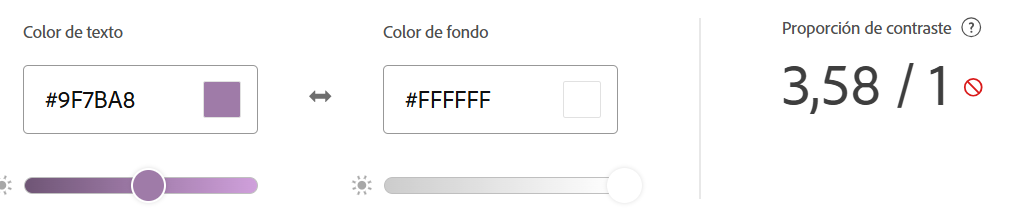 Color de texto
#9F7BA8
Color de fondo
#FFFFFF
Proporción de contraste ?
3,58 / 1